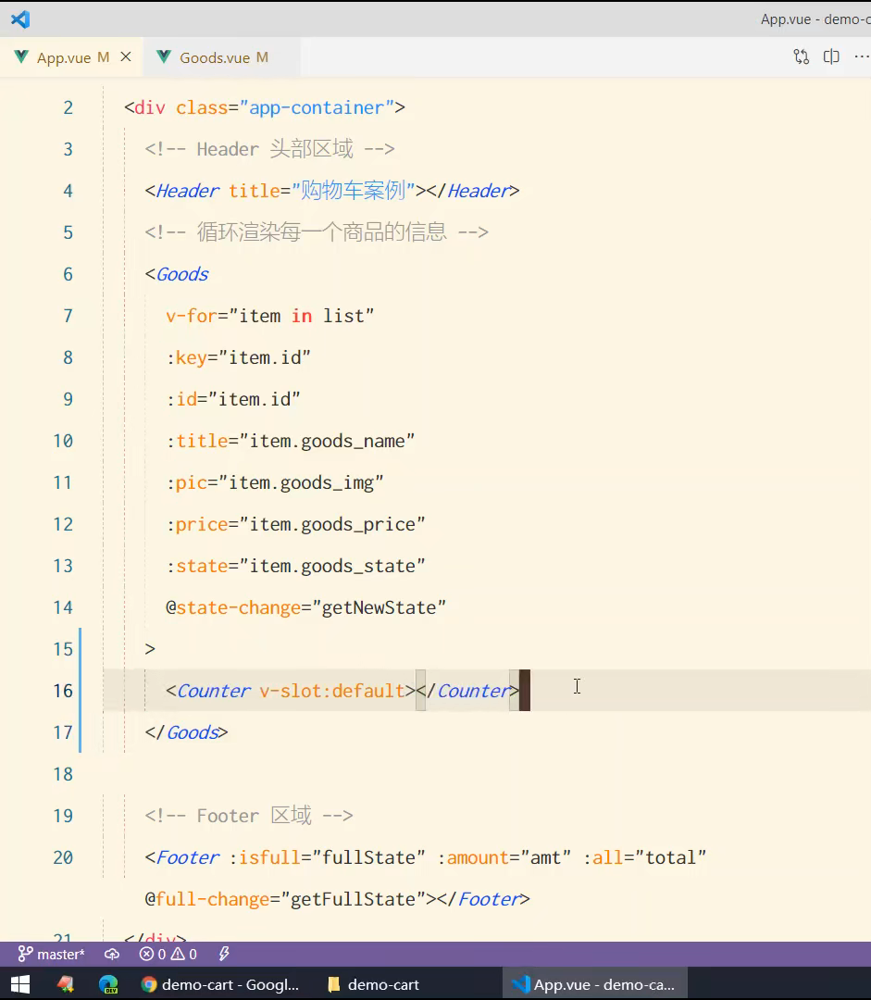 App.vue - demo-c
App.vue M
Goods.vue M
2 <div class="app-container">
3 <!-- Header 头部区域 -->
4 <Header title="购物车案例"></Header>
5 <!-- 循环渲染每一个商品的信息 -->
6 <Goods
7 v-for="item in list"
8 :key="item.id"
9 :id="item.id"
10 :title="item.goods_name"
11 :pic="item.goods_img"
12 :price="item.goods_price"
13 :state="item.goods_state"
14 @state-change="getNewState"
15 >
16 <Counter v-slot:default></Counter>
17 </Goods>
18
19 <!-- Footer 区域 -->
20 <Footer :isfull="fullState" :amount="amt" :all="total"
@full-change="getFullState"></Footer>
21 </div>
master* 0 0
DEV
demo-cart - Googl...
demo-cart
App.vue - demo-ca...